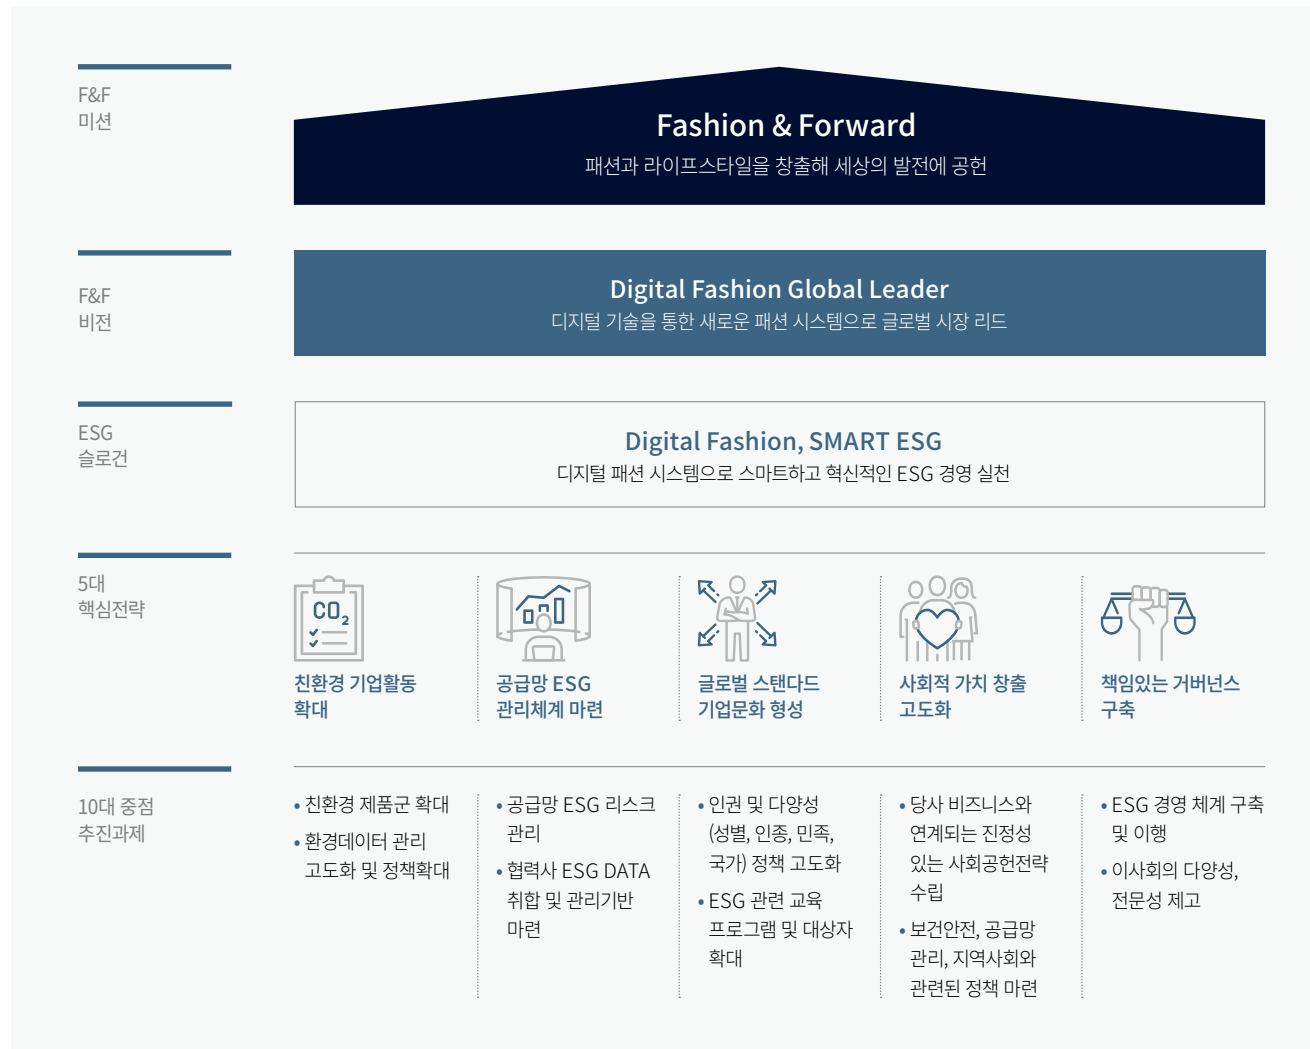 F&F
미션
Fashion & Forward
패션과 라이프스타일을 창출해 세상의 발전에 공헌
F&F
비전
Digital Fashion Global Leader
디지털 기술을 통한 새로운 패션 시스템으로 글로벌 시장 리드
ESG
슬로건
Digital Fashion, SMART ESG
디지털 패션 시스템으로 스마트하고 혁신적인 ESG 경영 실천
5대
핵심전략
CO2
친환경 기업활동
확대
공급망 ESG
관리체계 마련
글로벌 스탠다드
기업문화 형성
사회적 가치 창출
고도화
책임있는 거버넌스
구축
10대 중점
추진과제
• 친환경 제품군 확대
• 환경데이터 관리
고도화 및 정책확대
• 공급망 ESG 리스크
관리
• 협력사 ESG DATA
취합 및 관리기반
마련
• 인권 및 다양성
(성별, 인종, 민족,
국가) 정책 고도화
• ESG 관련 교육
프로그램 및 대상자
확대
• 당사 비즈니스와
연계되는 진정성
있는 사회공헌전략
수립
• 보건안전, 공급망
관리, 지역사회와
관련된 정책 마련
• ESG 경영 체계 구축
및 이행
• 이사회의 다양성,
전문성 제고